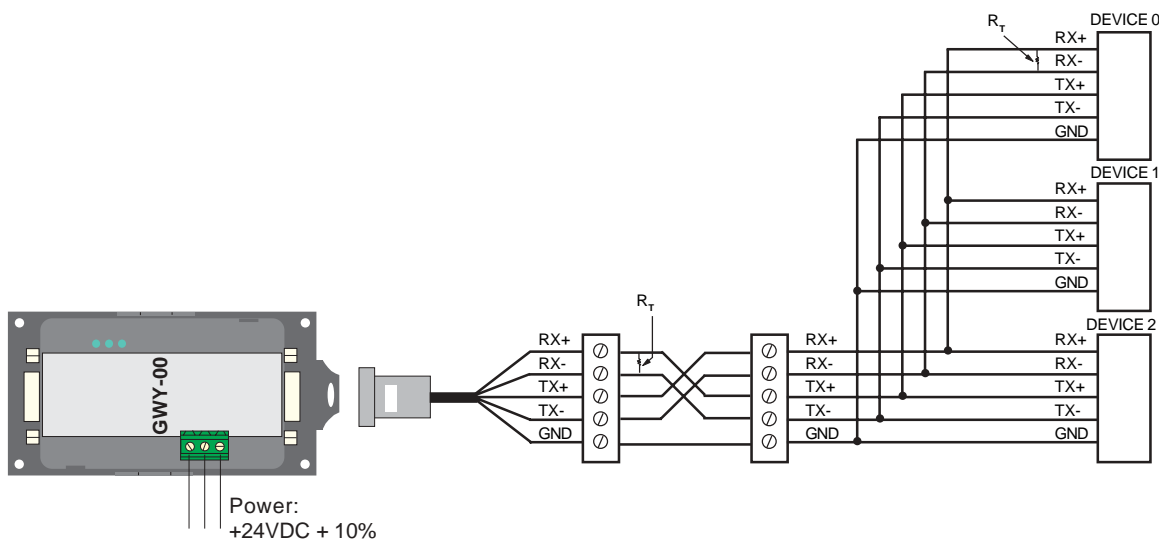 DEVICE 0
R_T
RX+
RX-
TX+
TX-
GND
DEVICE 1
RX+
RX-
TX+
TX-
GND
DEVICE 2
RX+
RX-
TX+
TX-
GND
R_T
RX+
RX-
TX+
TX-
GND
RX+
RX-
TX+
TX-
GND
GWY-00
Power:
+24VDC + 10%